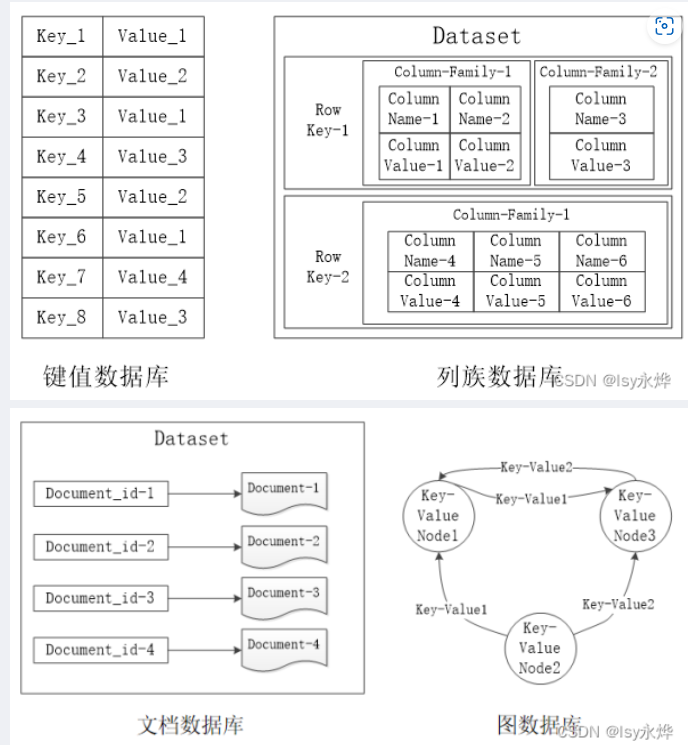 Key_1 Value_1
Key_2 Value_2
Key_3 Value_1
Key_4 Value_3
Key_5 Value_2
Key_6 Value_1
Key_7 Value_4
Key_8 Value_3
键值数据库
Dataset
Row
Key-1
Column-Family-1
Column
Name-1
Column
Name-2
Column
Value-1
Column
Value-2
Column-Family-2
Column
Name-3
Column
Value-3
Row
Key-2
Column-Family-1
Column
Name-4
Column
Name-5
Column
Name-6
Column
Value-4
Column
Value-5
Column
Value-6
列族数据库
CSDN @lsy永烨
Dataset
Document_id-1
Document-1
Document_id-2
Document-2
Document_id-3
Document-3
Document_id-4
Document-4
文档数据库
Key-Value2
Key-Value1
Key-
Value
Node1
Key-
Value
Node3
Key-Value1
Key-Value2
Key-
Value
Node2
图数据库
CSDN @lsy永烨